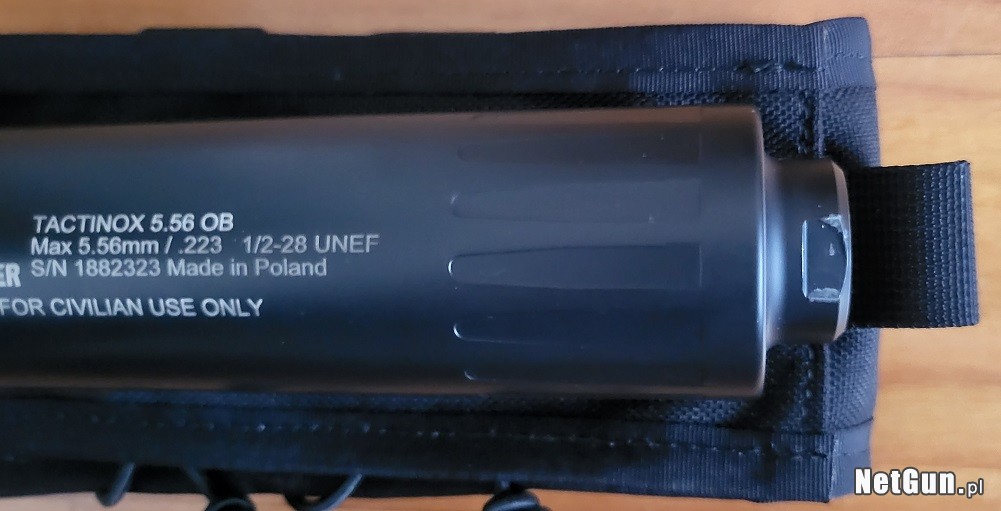 TACTINOX 5.56 OB
Max 5.56mm / .223 1/2-28 UNEF
ER S/N 1882323 Made in Poland
FOR CIVILIAN USE ONLY
NetGun.pl